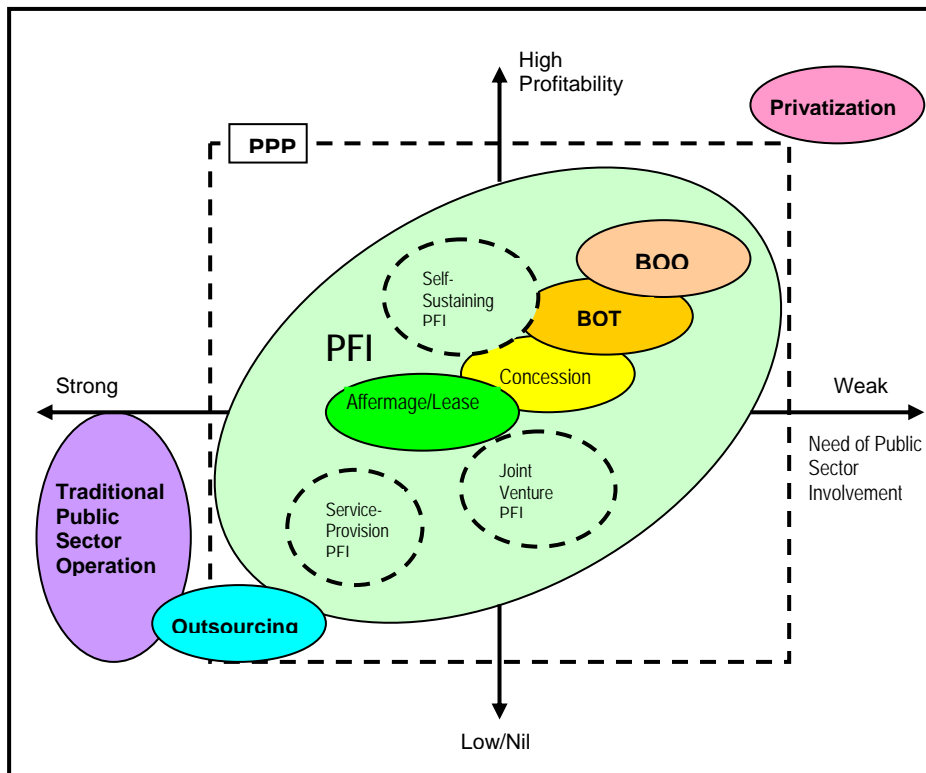 High
Profitability
Privatization
PPP
BOO
Self-
Sustaining
PFI
BOT
PFI
Concession
Strong
Affermage/Lease
Weak
Need of Public
Sector
Involvement
Joint
Venture
PFI
Traditional
Public
Sector
Operation
Service-
Provision
PFI
Outsourcing
Low/Nil